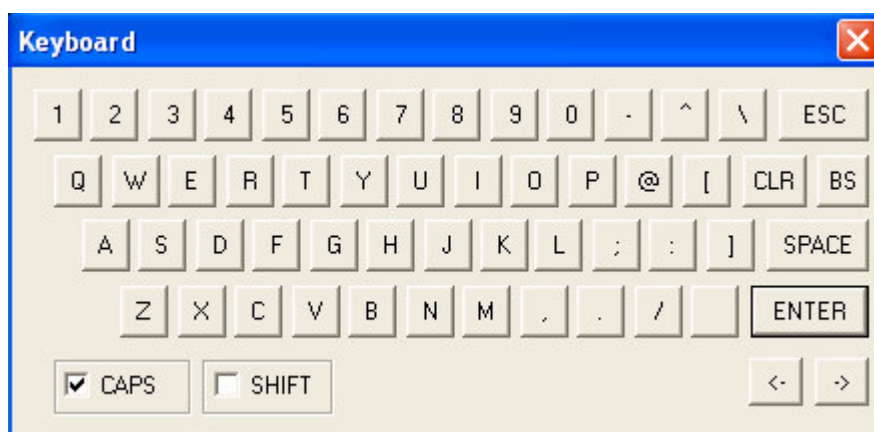 Keyboard
1 2 3 4 5 6 7 8 9 0 - ^ \ ESC
Q W E R T Y U I O P @ [ CLR BS
A S D F G H J K L ; : ] SPACE
Z X C V B N M , . / ENTER
CAPS SHIFT <- ->